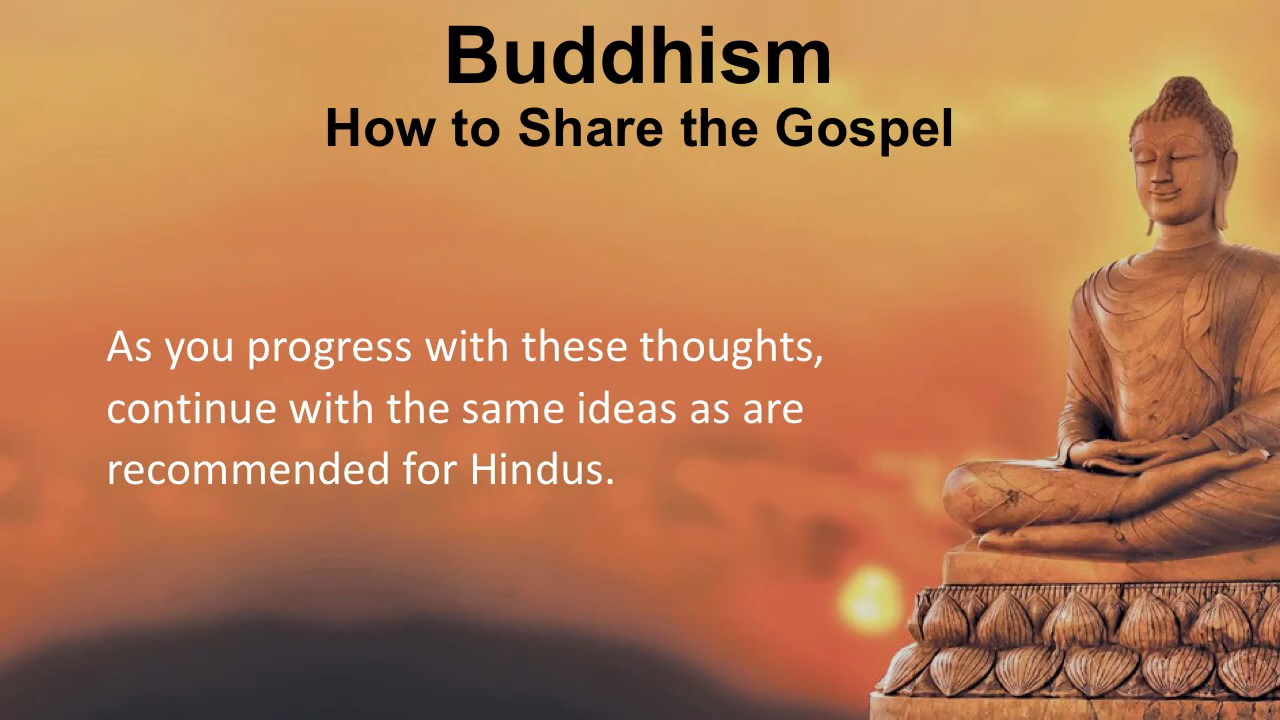 Buddhism
How to Share the Gospel
As you progress with these thoughts,
continue with the same ideas as are
recommended for Hindus.